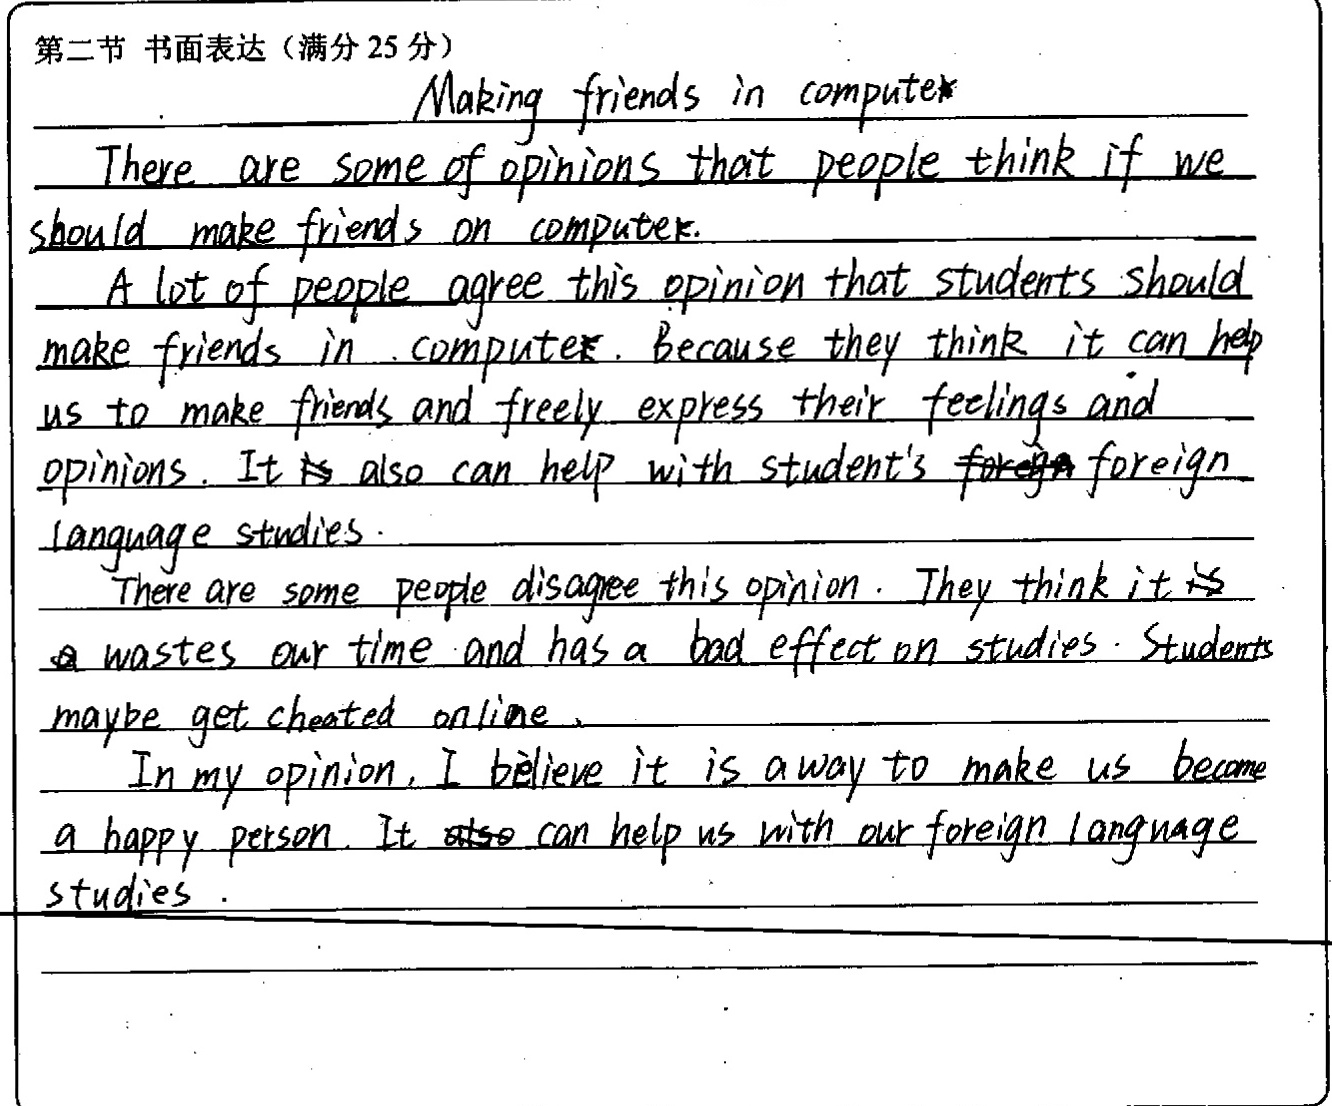 第二节 书面表达（满分 25 分）
Making friends in computer
There are some of opinions that people think if we
should make friends on computer.
A lot of people agree this opinion that students should
make friends in computer. Because they think it can help
us to make friends and freely express their feelings and
opinions. It is also can help with student's foreign foreign
language studies.
There are some people disagree this opinion. They think it is
a wastes our time and has a bad effect on studies. Students
maybe get cheated online.
In my opinion, I believe it is a way to make us become
a happy person. It also can help us with our foreign language
studies.